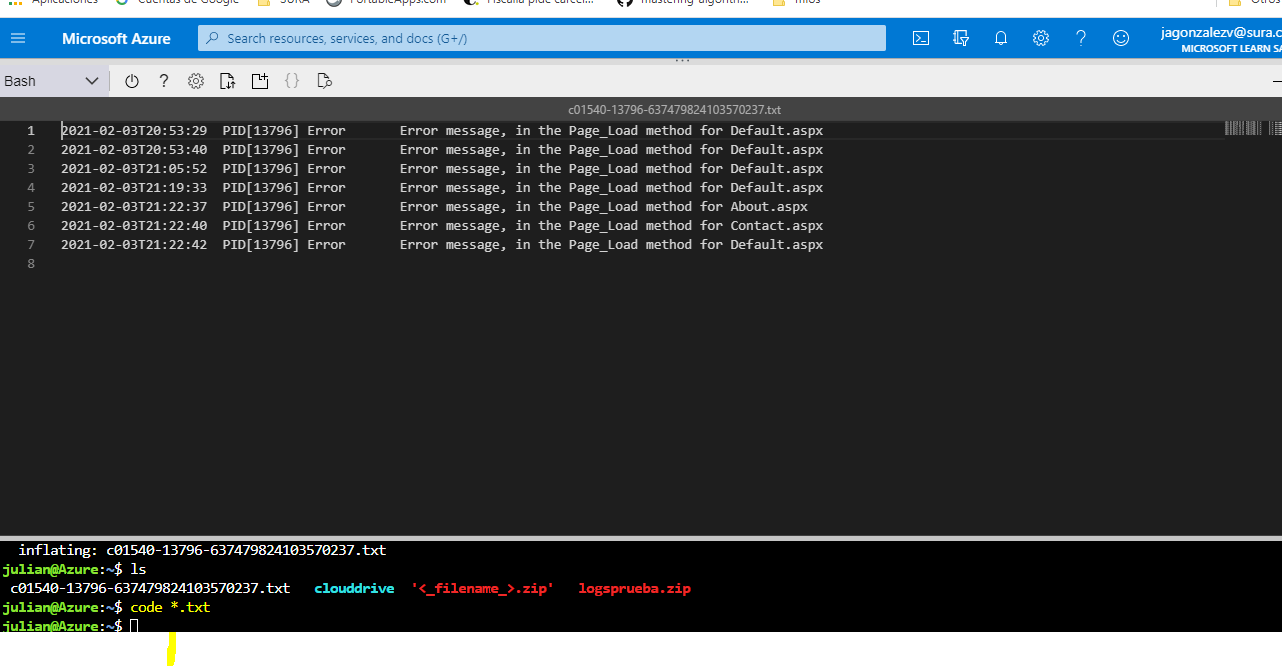 Aplicaciones Cuentas de Google SURA PortableApps.com Fiscalía pide cárcel... mastering-algorith... mios Otros
Microsoft Azure Search resources, services, and docs (G+/) jagonzalezv@sura.c
MICROSOFT LEARN SA
Bash
c01540-13796-637479824103570237.txt
1 2021-02-03T20:53:29 PID[13796] Error Error message, in the Page_Load method for Default.aspx
2 2021-02-03T20:53:40 PID[13796] Error Error message, in the Page_Load method for Default.aspx
3 2021-02-03T21:05:52 PID[13796] Error Error message, in the Page_Load method for Default.aspx
4 2021-02-03T21:19:33 PID[13796] Error Error message, in the Page_Load method for Default.aspx
5 2021-02-03T21:22:37 PID[13796] Error Error message, in the Page_Load method for About.aspx
6 2021-02-03T21:22:40 PID[13796] Error Error message, in the Page_Load method for Contact.aspx
7 2021-02-03T21:22:42 PID[13796] Error Error message, in the Page_Load method for Default.aspx
8
inflating: c01540-13796-637479824103570237.txt
julian@Azure:~$ ls
c01540-13796-637479824103570237.txt clouddrive '<_filename_>.zip' logsprueba.zip
julian@Azure:~$ code *.txt
julian@Azure:~$